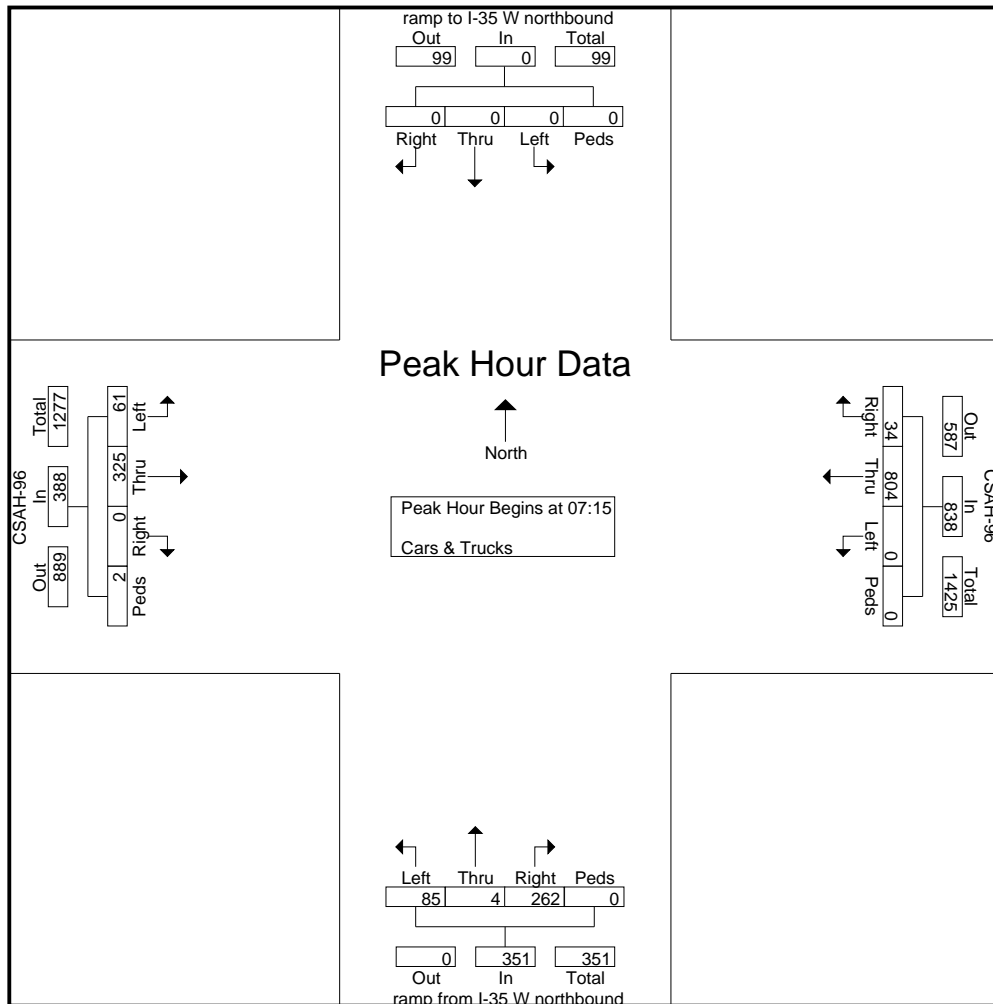 ramp to I-35 W northbound
Out In Total
99 0 99
0 0 0 0
Right Thru Left Peds
Peak Hour Data
North
Peak Hour Begins at 07:15
Cars & Trucks
CSAH-96
Total In Out
1277 388 889
61 325 0 2
Left Thru Right Peds
Right Thru Left Peds
34 804 0 0
Out In Total
587 838 1425
CSAH-96
Left Thru Right Peds
85 4 262 0
0 351 351
Out In Total
ramp from I-35 W northbound